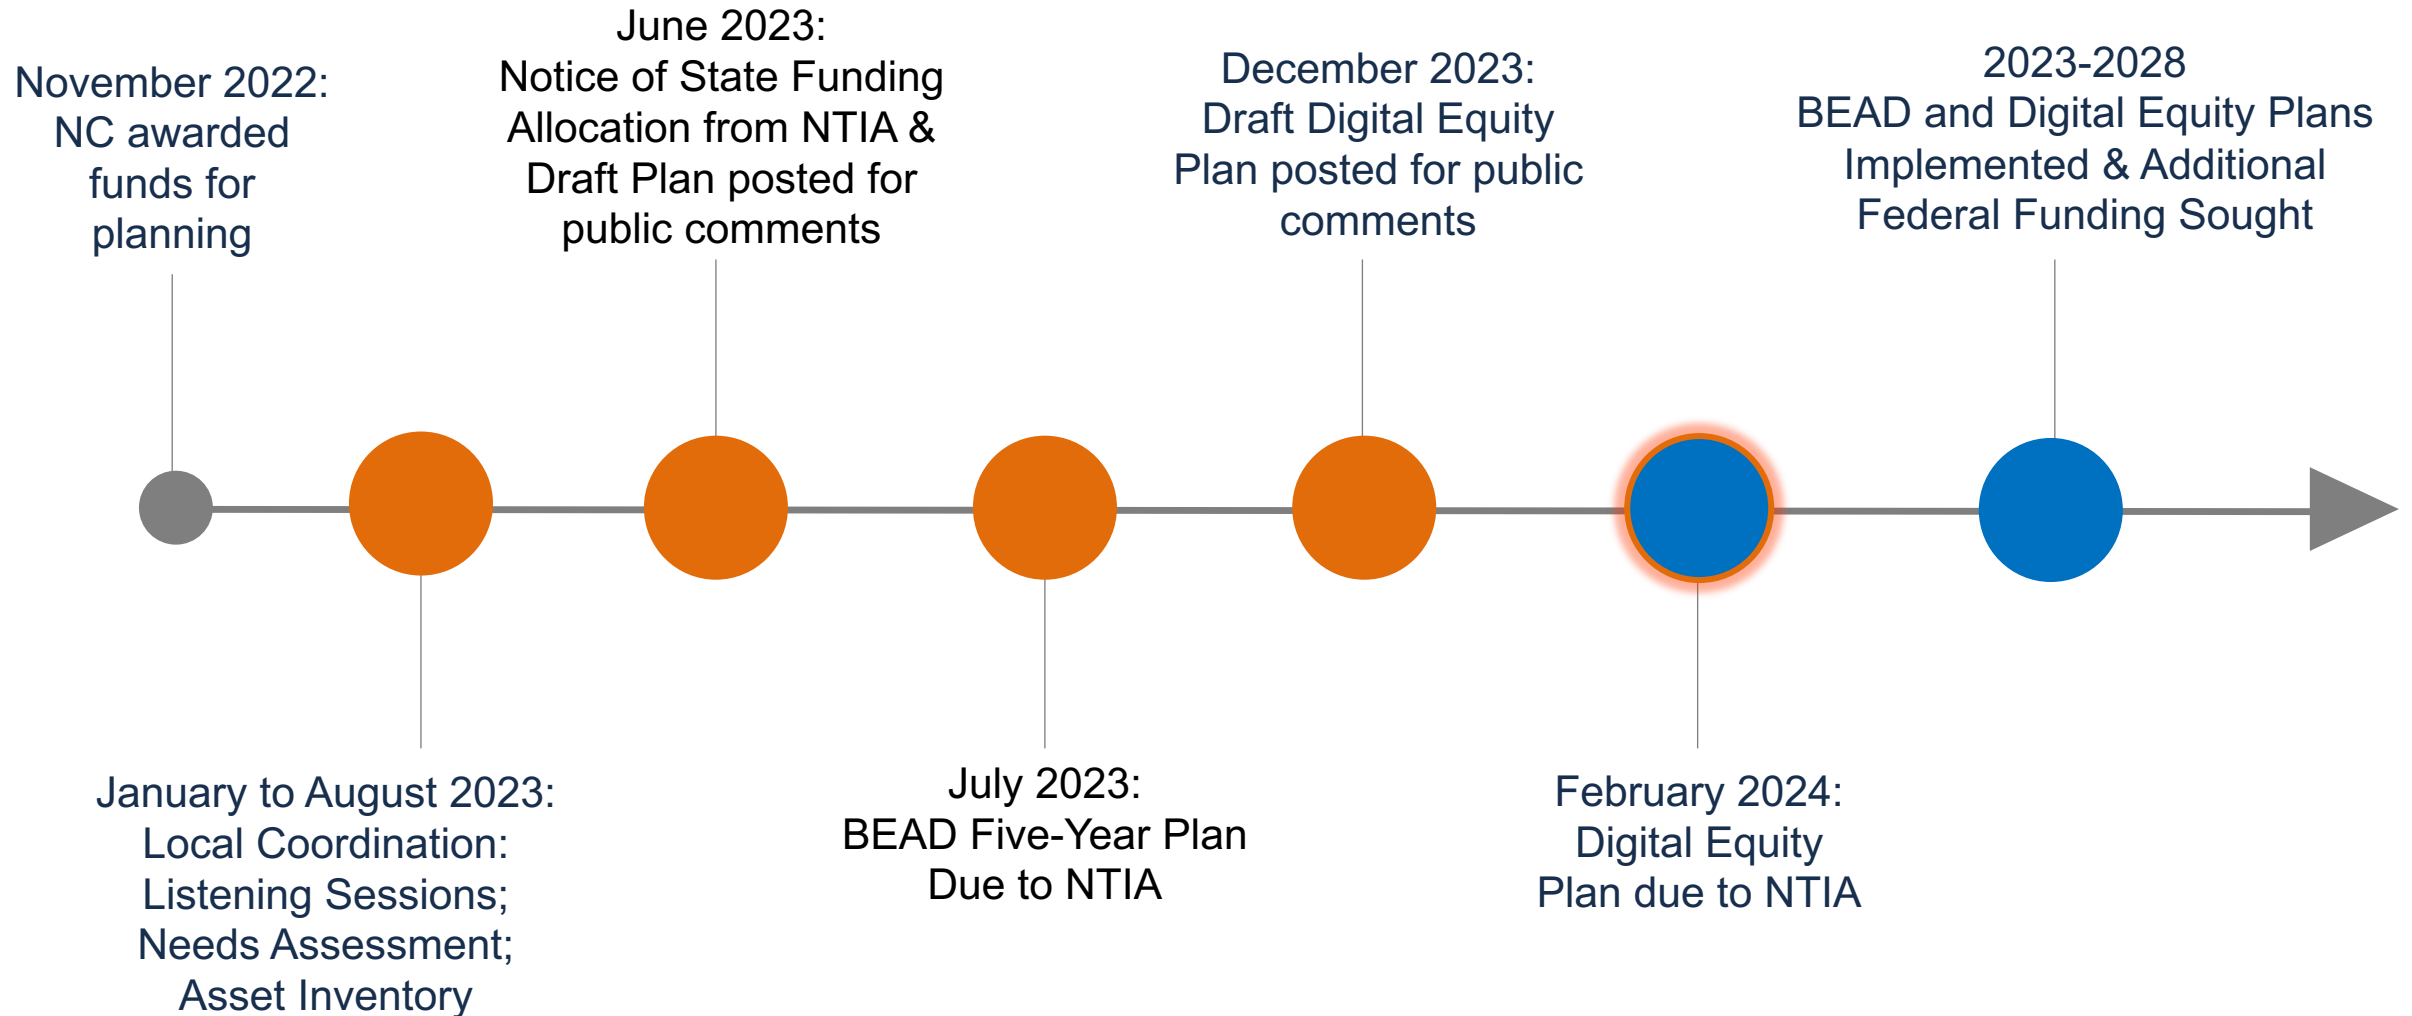 November 2022:
NC awarded
funds for
planning
June 2023:
Notice of State Funding
Allocation from NTIA &
Draft Plan posted for
public comments
December 2023:
Draft Digital Equity
Plan posted for public
comments
2023-2028
BEAD and Digital Equity Plans
Implemented & Additional
Federal Funding Sought
January to August 2023:
Local Coordination:
Listening Sessions;
Needs Assessment;
Asset Inventory
July 2023:
BEAD Five-Year Plan
Due to NTIA
February 2024:
Digital Equity
Plan due to NTIA